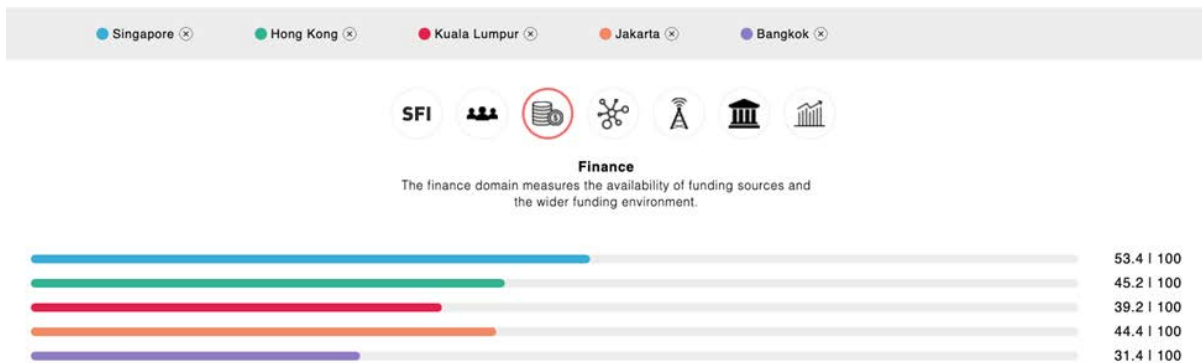 Singapore Hong Kong Kuala Lumpur Jakarta Bangkok
SFI
Finance
The finance domain measures the availability of funding sources and
the wider funding environment.
53.4 | 100
45.2 | 100
39.2 | 100
44.4 | 100
31.4 | 100